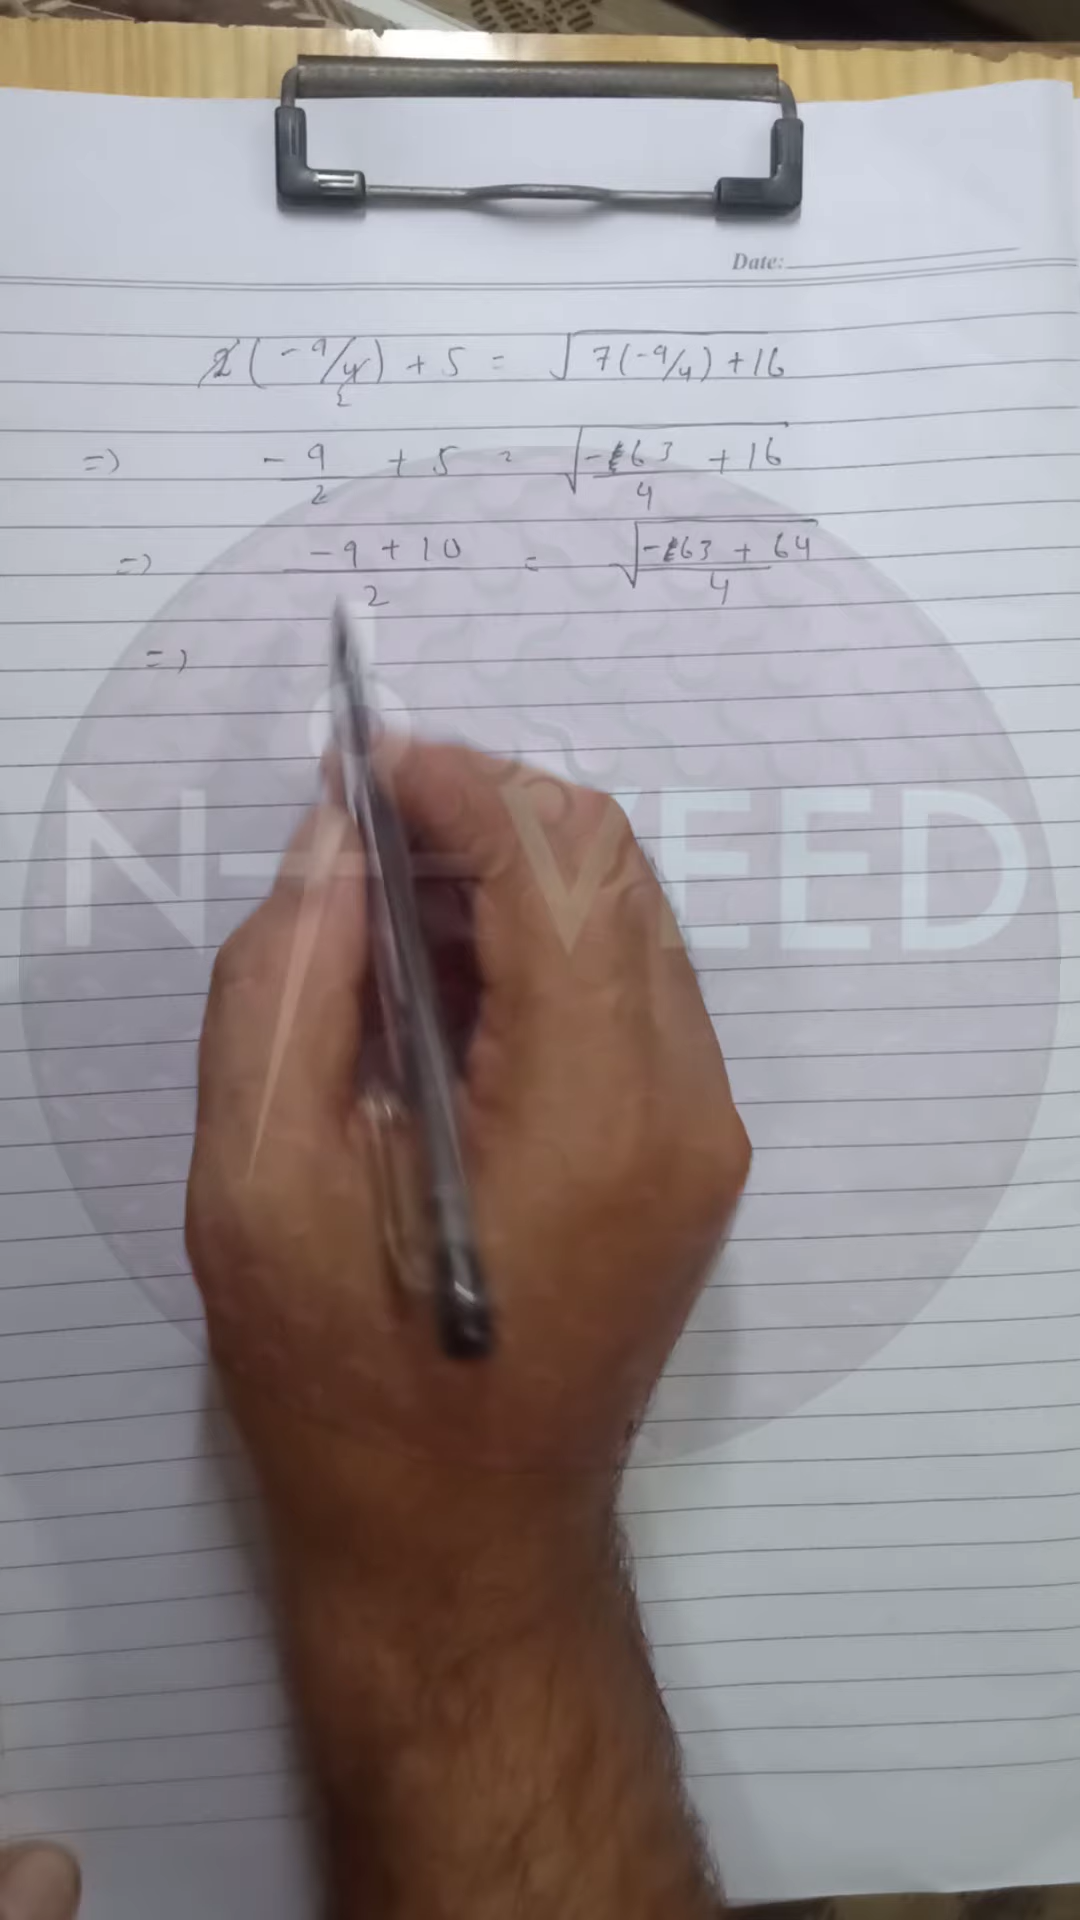 Date:
2(-9/4) + 5 = √7(-9/4) + 16
2
=) -9/2 + 5 = √-63/4 + 16
=) -9 + 10/2 = √-63 + 64/4
=)
N VEED